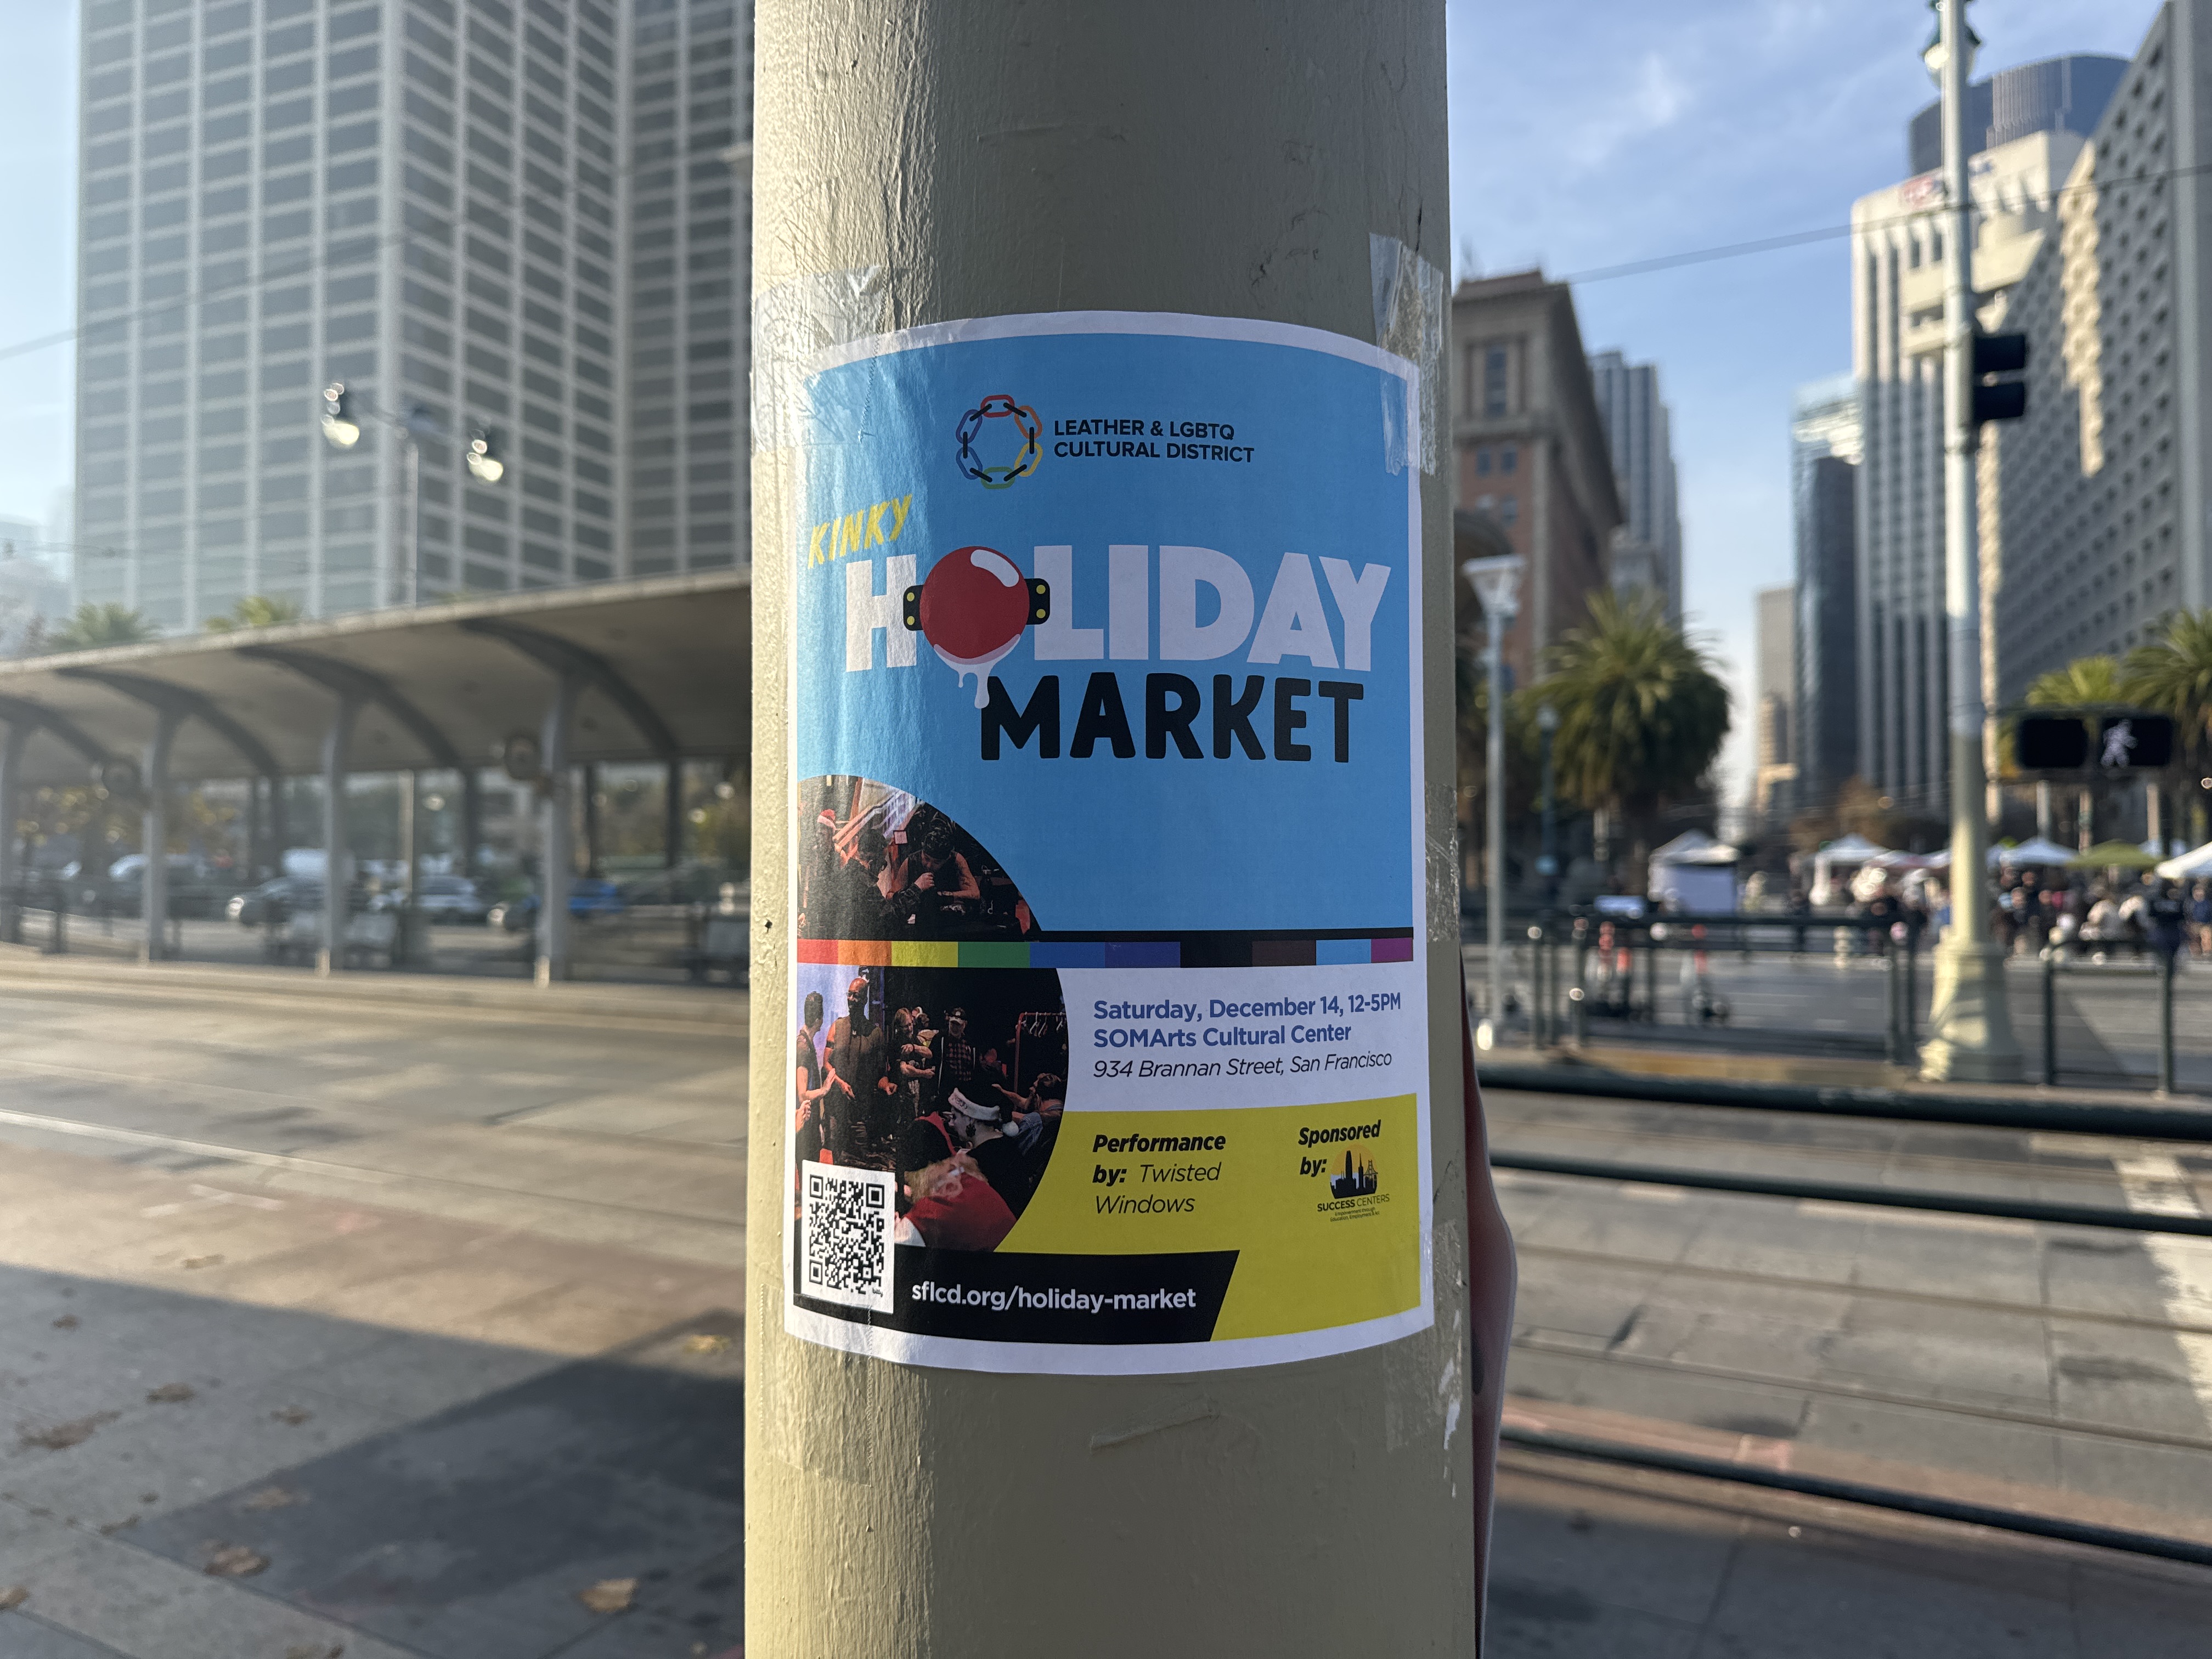 LEATHER & LGBTQ
CULTURAL DISTRICT
KINKY
HOLIDAY
MARKET
Saturday, December 14, 12-5PM
SOMArts Cultural Center
934 Brannan Street, San Francisco
Performance
by: Twisted
Windows
Sponsored
by:
SUCCESS CENTERS
sflcd.org/holiday-market